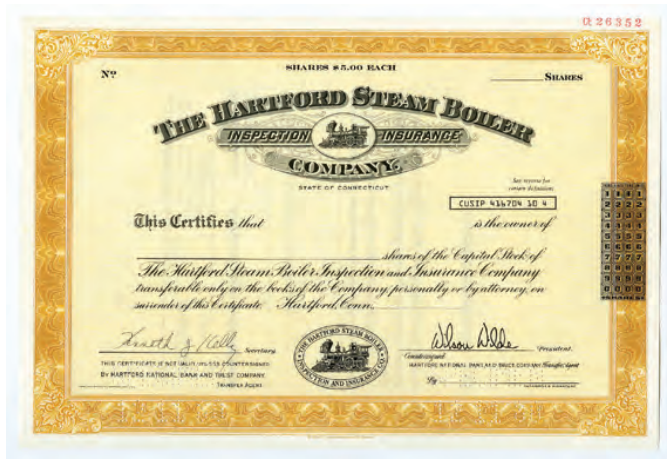 C 26352
Nº
SHARES $5.00 EACH
SHARES
THE HARTFORD STEAM BOILER
INSPECTION INSURANCE
COMPANY
STATE OF CONNECTICUT
See reverse for
certain definitions
CUSIP 416704 10 4
This Certifies that
is the owner of
shares of the Capital Stock of
The Hartford Steam Boiler Inspection and Insurance Company
transferable only on the books of the Company, personally or by attorney, on
surrender of this Certificate. Hartford, Conn.
Wilson Wilde
Secretary.
President.
THE HARTFORD STEAM BOILER
INSPECTION AND INSURANCE CO.
THIS CERTIFICATE IS NOT VALID UNLESS COUNTERSIGNED
BY HARTFORD NATIONAL BANK AND TRUST COMPANY
TRANSFER AGENT
Countersigned
HARTFORD NATIONAL BANK AND TRUST COMPANY Transfer Agent
By